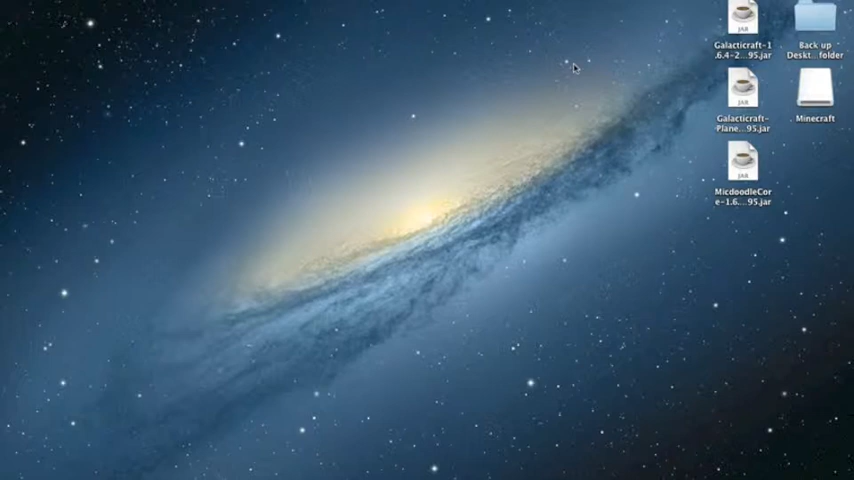 JAR
Galacticraft-1
.6.4-2...95.jar
Back up
Deskt...folder
JAR
Galacticraft-
Plane...95.jar
Minecraft
JAR
MicdoodleCor
e-1.6....95.jar